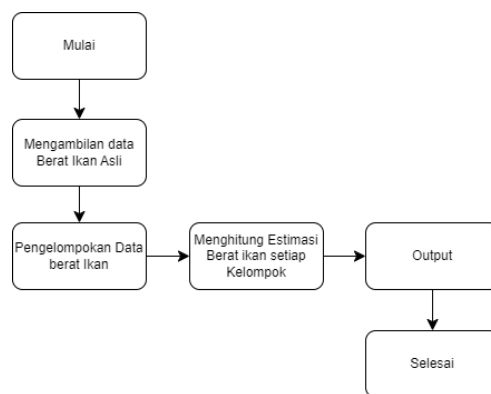 Mulai
Mengambilan data
Berat Ikan Asli
Pengelompokan Data
berat Ikan
Menghitung Estimasi
Berat ikan setiap
Kelompok
Output
Selesai